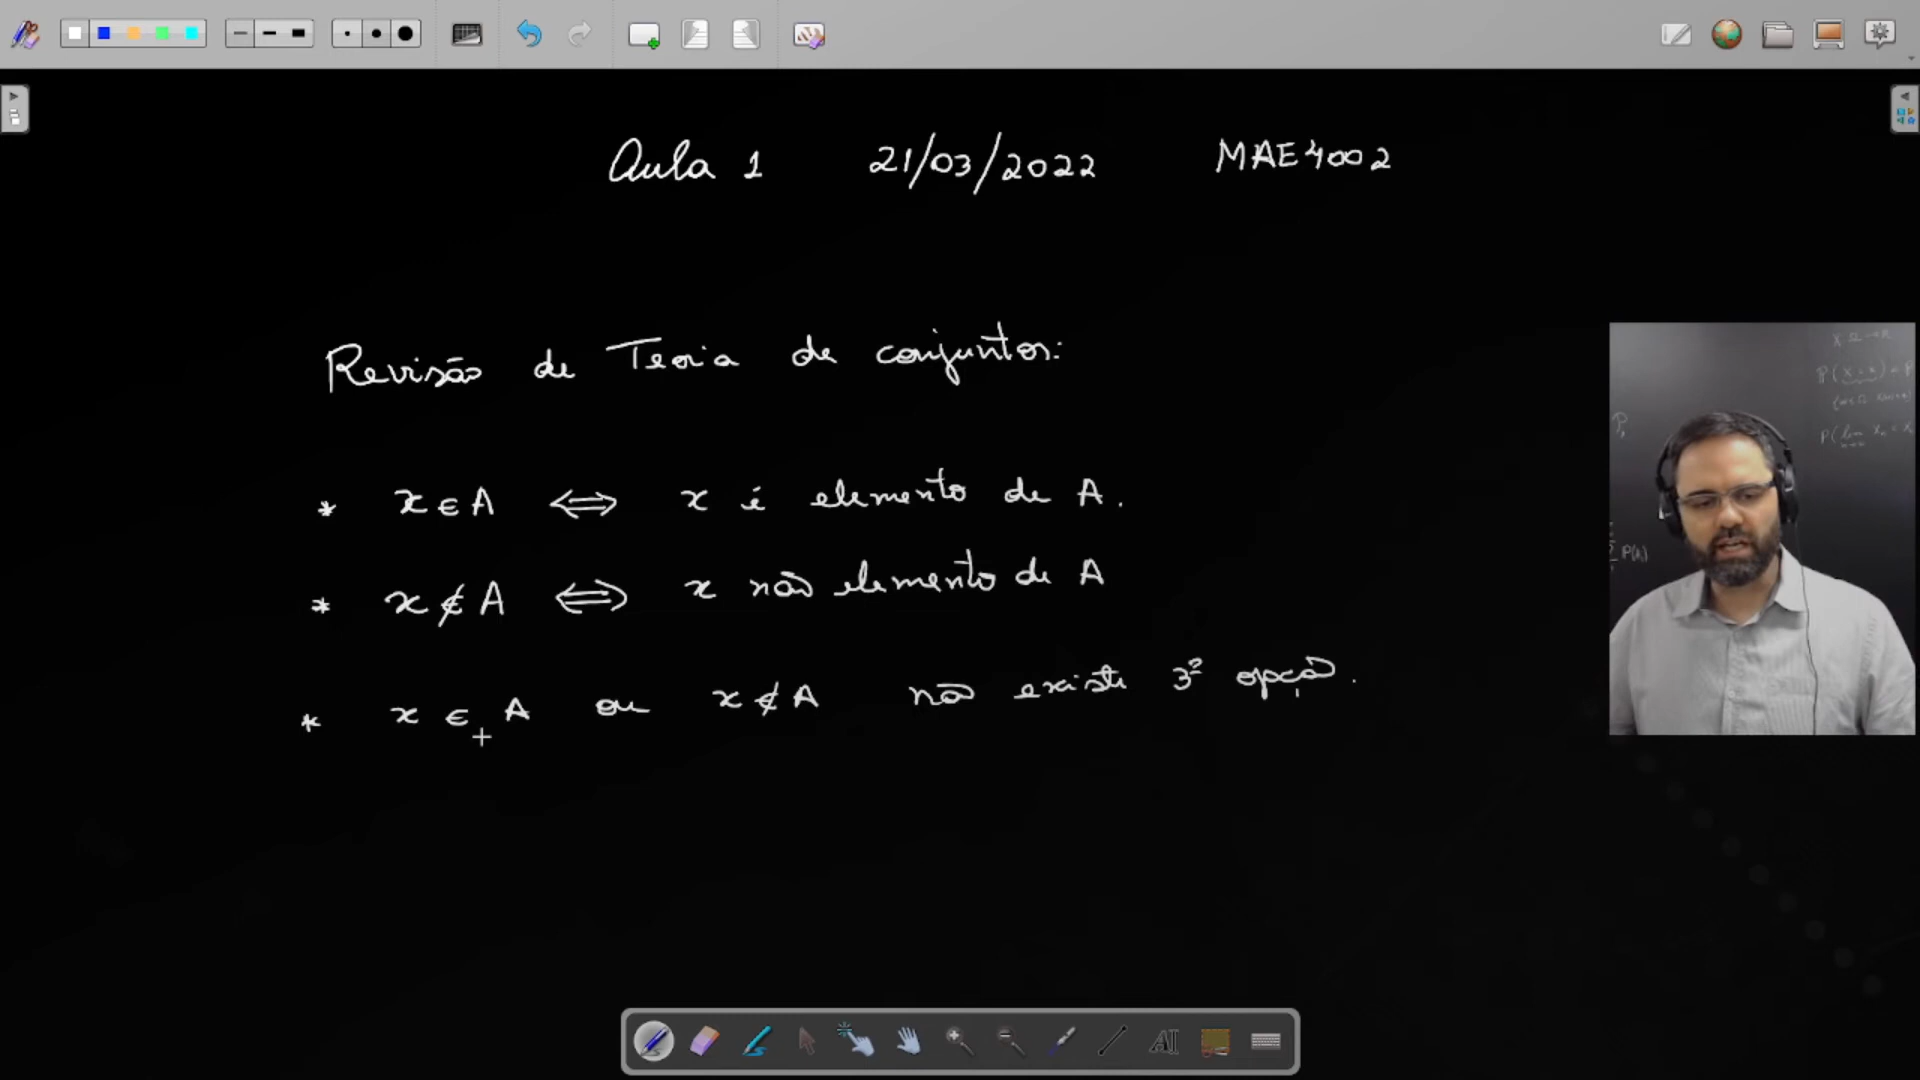 Aula 1 21/03/2022 MAE4002
Revisão de Teoria de conjuntos:
* x ∈ A ⟺ x é elemento de A.
* x ∉ A ⟺ x não elemento de A
* x ∈ A ou x ∉ A não existe 3ª opção.
AI
P(A)